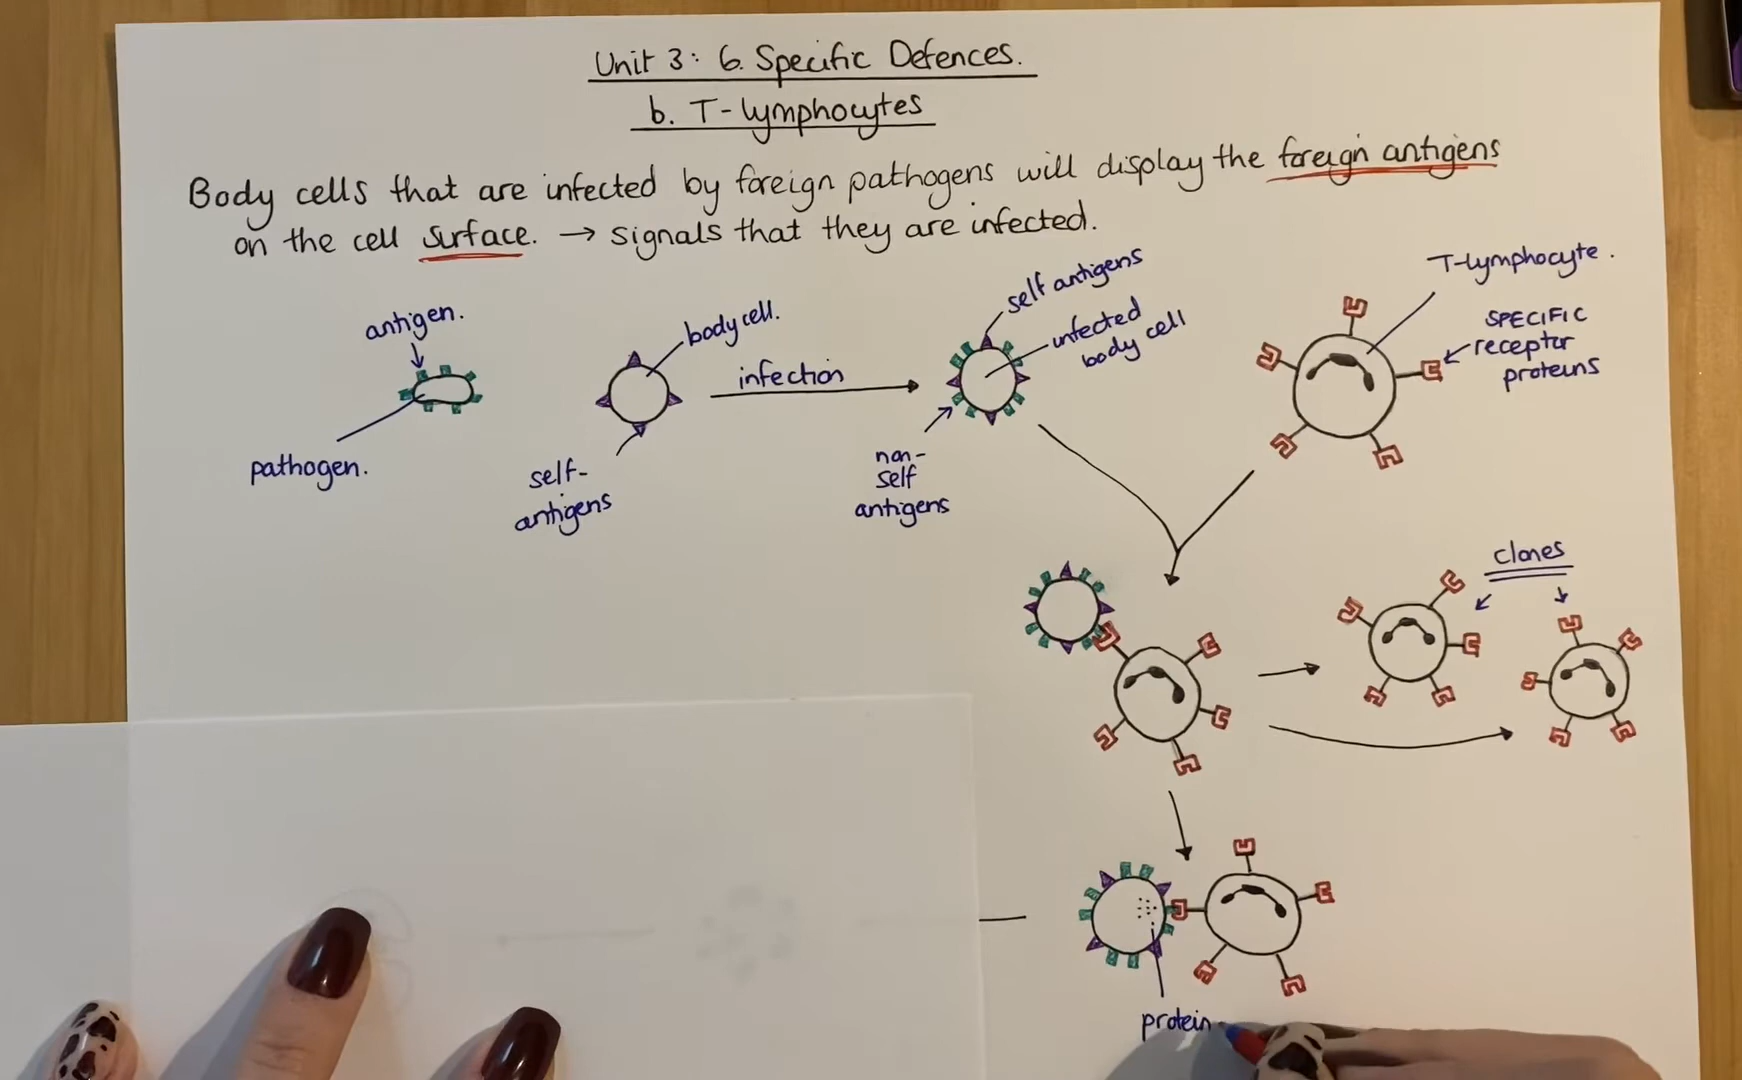 Unit 3: 6. Specific Defences.
b. T-lymphocytes
Body cells that are infected by foreign pathogens will display the foreign antigens
on the cell surface. → signals that they are infected.
antigen.
pathogen.
body cell.
self-
antigens
infection
self antigens
infected
body cell
non-
self
antigens
T-lymphocyte.
SPECIFIC
receptor
proteins
clones
protein